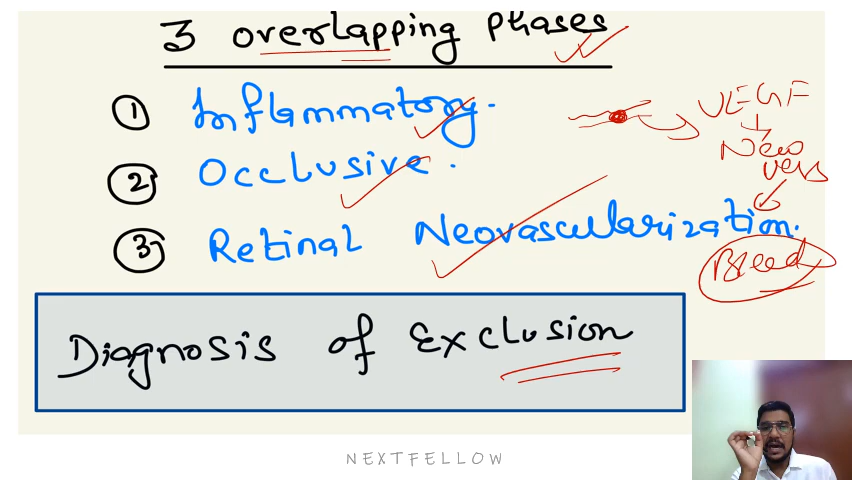 3 overlapping phases
① Inflammatory.
② Occlusive.
③ Retinal Neovascularization.
VEGF
Neo
vess
Bleed
Diagnosis of Exclusion
NEXTFELLOW